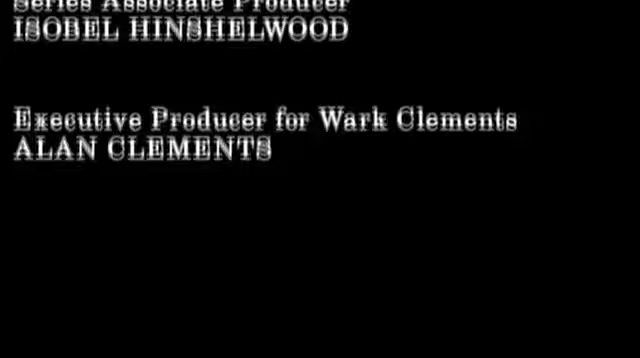 Series Associate Producer
ISOBEL HINSHELWOOD
Executive Producer for Wark Clements
ALAN CLEMENTS